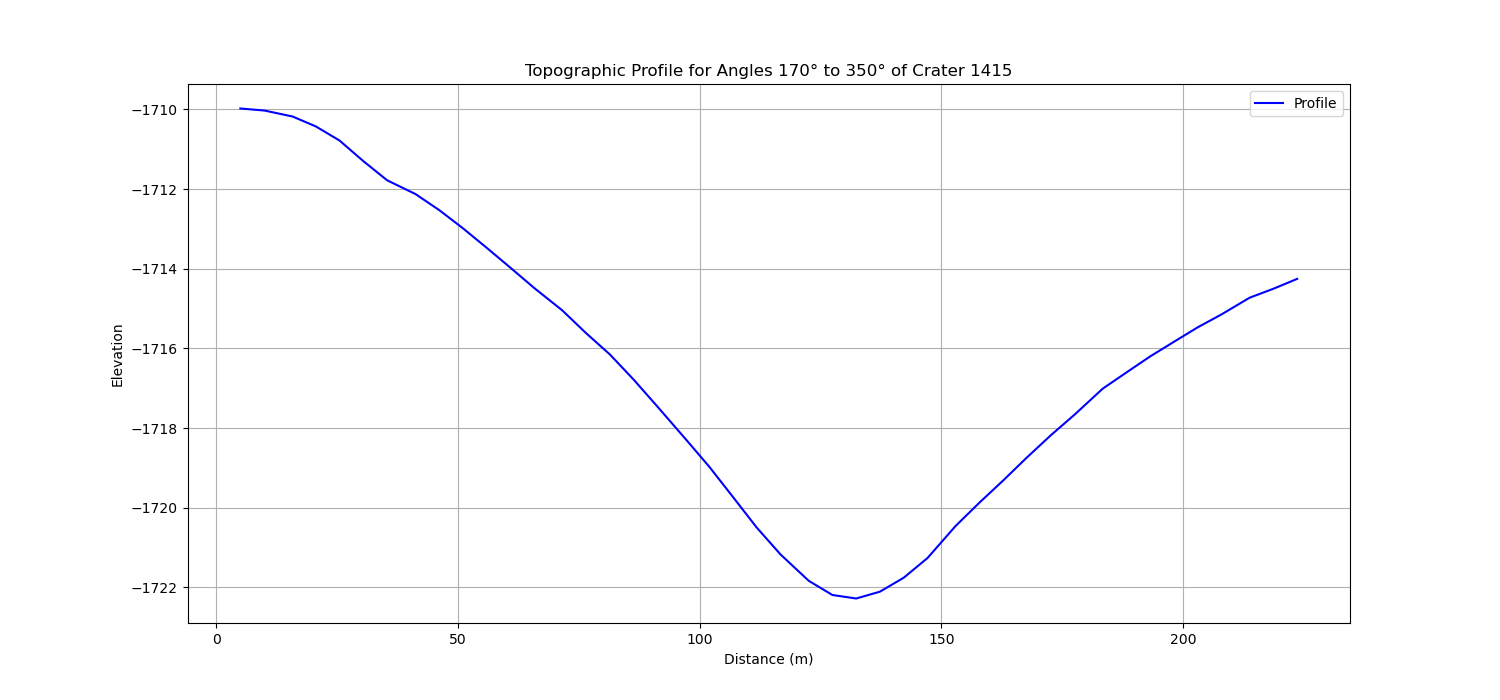 Topographic Profile for Angles 170° to 350° of Crater 1415
Profile
−1710
−1712
−1714
−1716
−1718
−1720
−1722
Elevation
0 50 100 150 200
Distance (m)